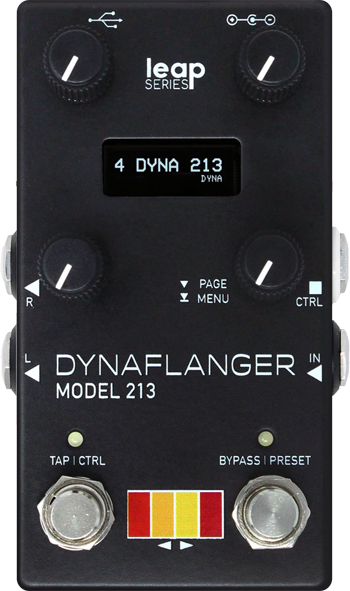 leap
SERIES
4 DYNA 213
DYNA
PAGE
MENU
R
CTRL
L
IN
DYNAFLANGER
MODEL 213
TAP | CTRL
BYPASS | PRESET